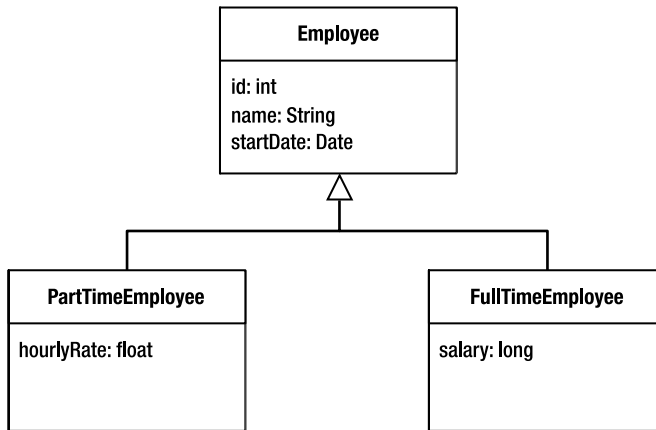 Employee
id: int
name: String
startDate: Date
PartTimeEmployee
hourlyRate: float
FullTimeEmployee
salary: long